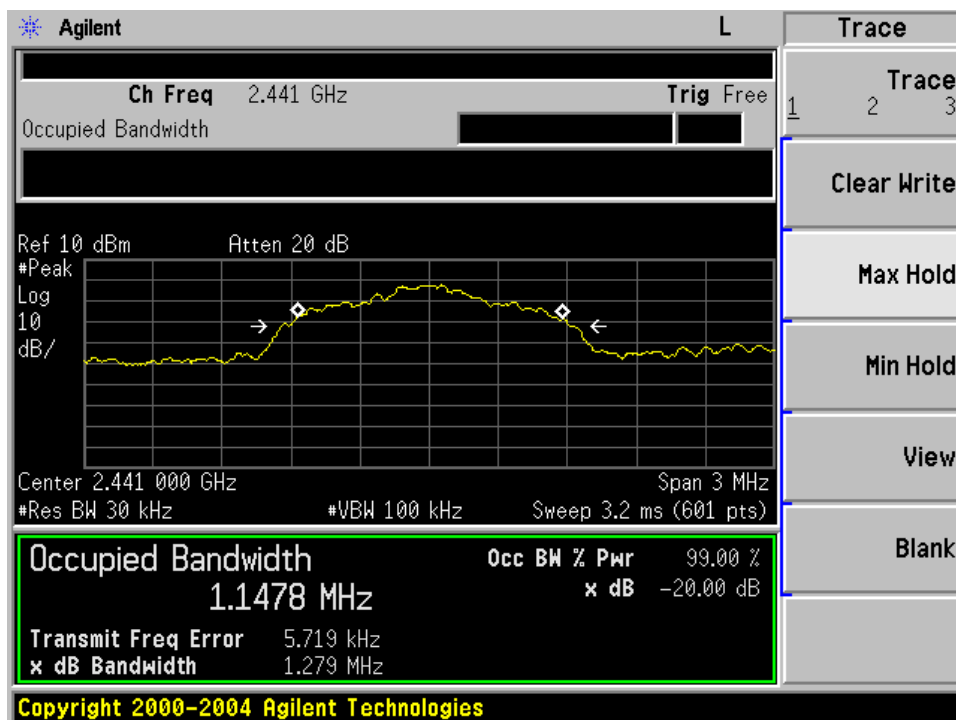 Agilent L Trace
Ch Freq 2.441 GHz Trig Free
Occupied Bandwidth
Trace
1 2 3
Clear Write
Max Hold
Min Hold
View
Blank
Ref 10 dBm Atten 20 dB
#Peak
Log
10
dB/
Center 2.441 000 GHz Span 3 MHz
#Res BW 30 kHz #VBW 100 kHz Sweep 3.2 ms (601 pts)
Occupied Bandwidth Occ BW % Pwr 99.00 %
1.1478 MHz x dB -20.00 dB
Transmit Freq Error 5.719 kHz
x dB Bandwidth 1.279 MHz
Copyright 2000-2004 Agilent Technologies